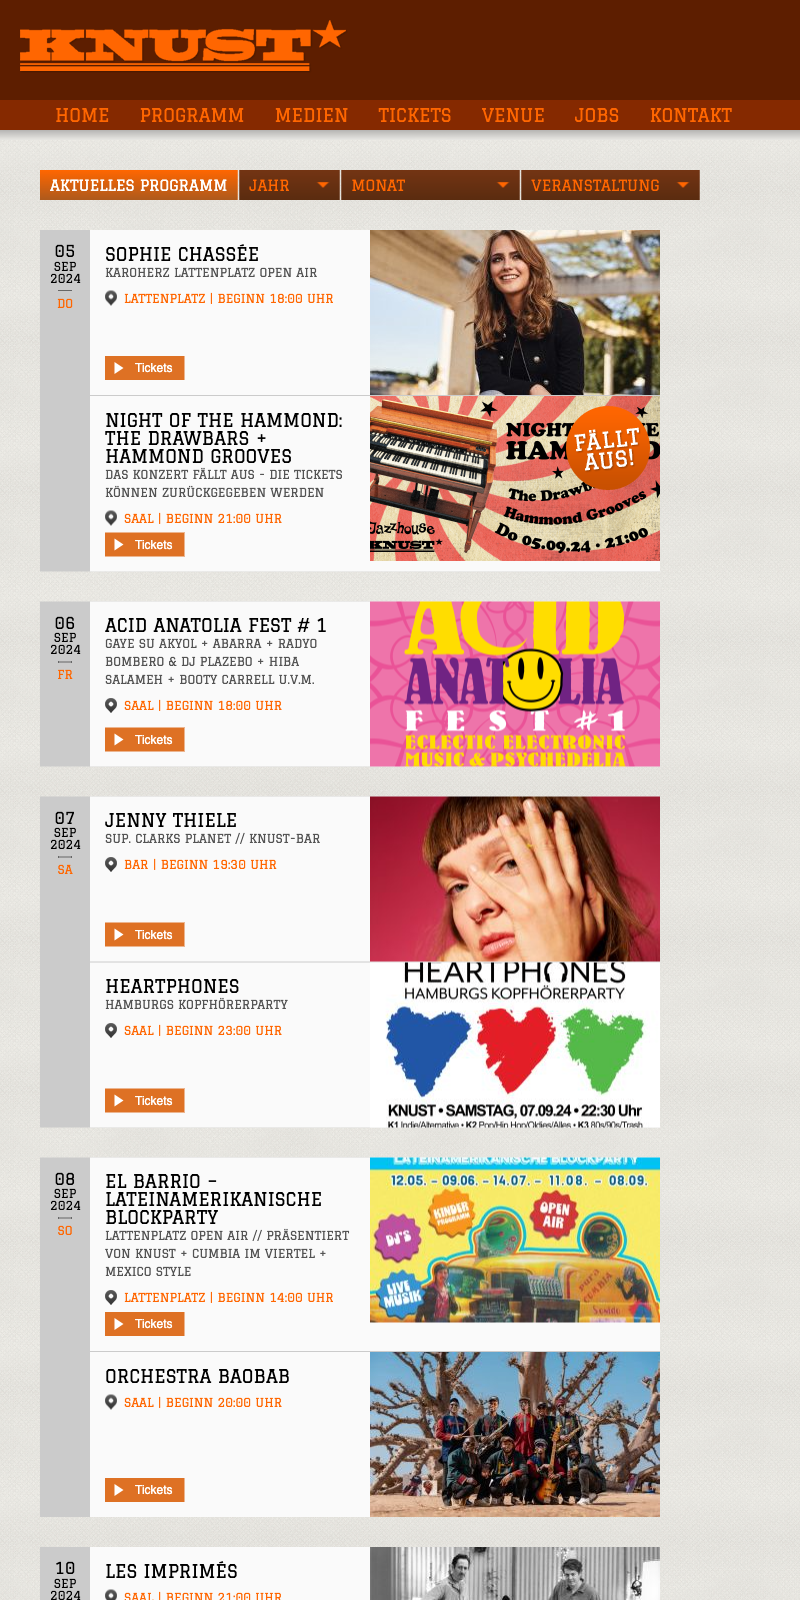 KNUST
HOME PROGRAMM MEDIEN TICKETS VENUE JOBS KONTAKT
AKTUELLES PROGRAMM JAHR MONAT VERANSTALTUNG
05
SEP
2024
DO
SOPHIE CHASSÉE
KAROHERZ LATTENPLATZ OPEN AIR
LATTENPLATZ | BEGINN 18:00 UHR
Tickets
NIGHT OF THE HAMMOND:
THE DRAWBARS +
HAMMOND GROOVES
DAS KONZERT FÄLLT AUS - DIE TICKETS
KÖNNEN ZURÜCKGEGEBEN WERDEN
SAAL | BEGINN 21:00 UHR
Tickets
FÄLLT
AUS!
Hammond Grooves
Do 05.09.24 · 21:00
Jazzhouse
KNUST
06
SEP
2024
FR
ACID ANATOLIA FEST # 1
GAYE SU AKYOL + ABARRA + RADYO
BOMBERO & DJ PLAZEBO + HIBA
SALAMEH + BOOTY CARRELL U.V.M.
SAAL | BEGINN 18:00 UHR
Tickets
ACID
ANATOLIA
FEST #1
ECLECTIC ELECTRONIC
MUSIC & PSYCHEDELIA
07
SEP
2024
SA
JENNY THIELE
SUP. CLARKS PLANET // KNUST-BAR
BAR | BEGINN 19:30 UHR
Tickets
HEARTPHONES
HAMBURGS KOPFHÖRERPARTY
SAAL | BEGINN 23:00 UHR
Tickets
HEARTPHONES
HAMBURGS KOPFHÖRERPARTY
KNUST • SAMSTAG, 07.09.24 • 22:30 Uhr
K1 Indie/Alternative • K2 Pop/Hip Hop/Oldies/Alles • K3 80s/90s/Trash
08
SEP
2024
SO
EL BARRIO –
LATEINAMERIKANISCHE
BLOCKPARTY
LATTENPLATZ OPEN AIR // PRÄSENTIERT
VON KNUST + CUMBIA IM VIERTEL +
MEXICO STYLE
LATTENPLATZ | BEGINN 14:00 UHR
Tickets
LATEINAMERIKANISCHE BLOCKPARTY
12.05. – 09.06. – 14.07. – 11.08. – 08.09.
KINDER
PROGRAMM
OPEN
AIR
DJ'S
LIVE
MUSIK
ORCHESTRA BAOBAB
SAAL | BEGINN 20:00 UHR
Tickets
10
SEP
2024
LES IMPRIMÉS
SAAL | BEGINN 21:00 UHR